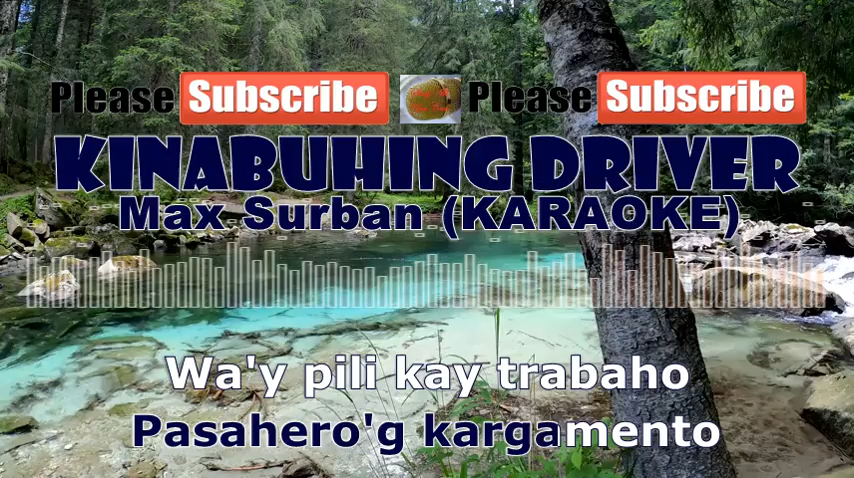 Please Subscribe Please Subscribe
KINABUHING DRIVER
Max Surban (KARAOKE)
Wa'y pili kay trabaho
Pasahero'g kargamento